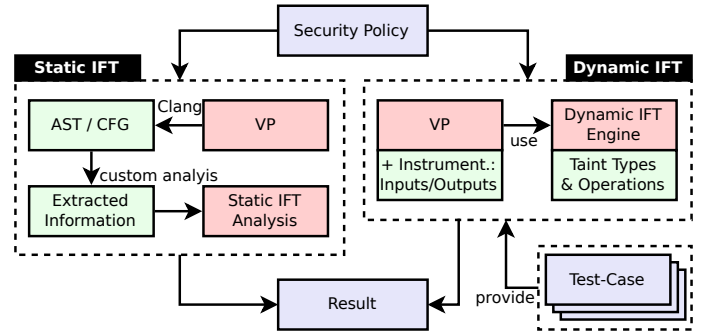 Security Policy
Static IFT
Dynamic IFT
AST / CFG
Clang
VP
custom analyis
Extracted
Information
Static IFT
Analysis
VP
+ Instrument.:
Inputs/Outputs
use
Dynamic IFT
Engine
Taint Types
& Operations
Result
provide
Test-Case